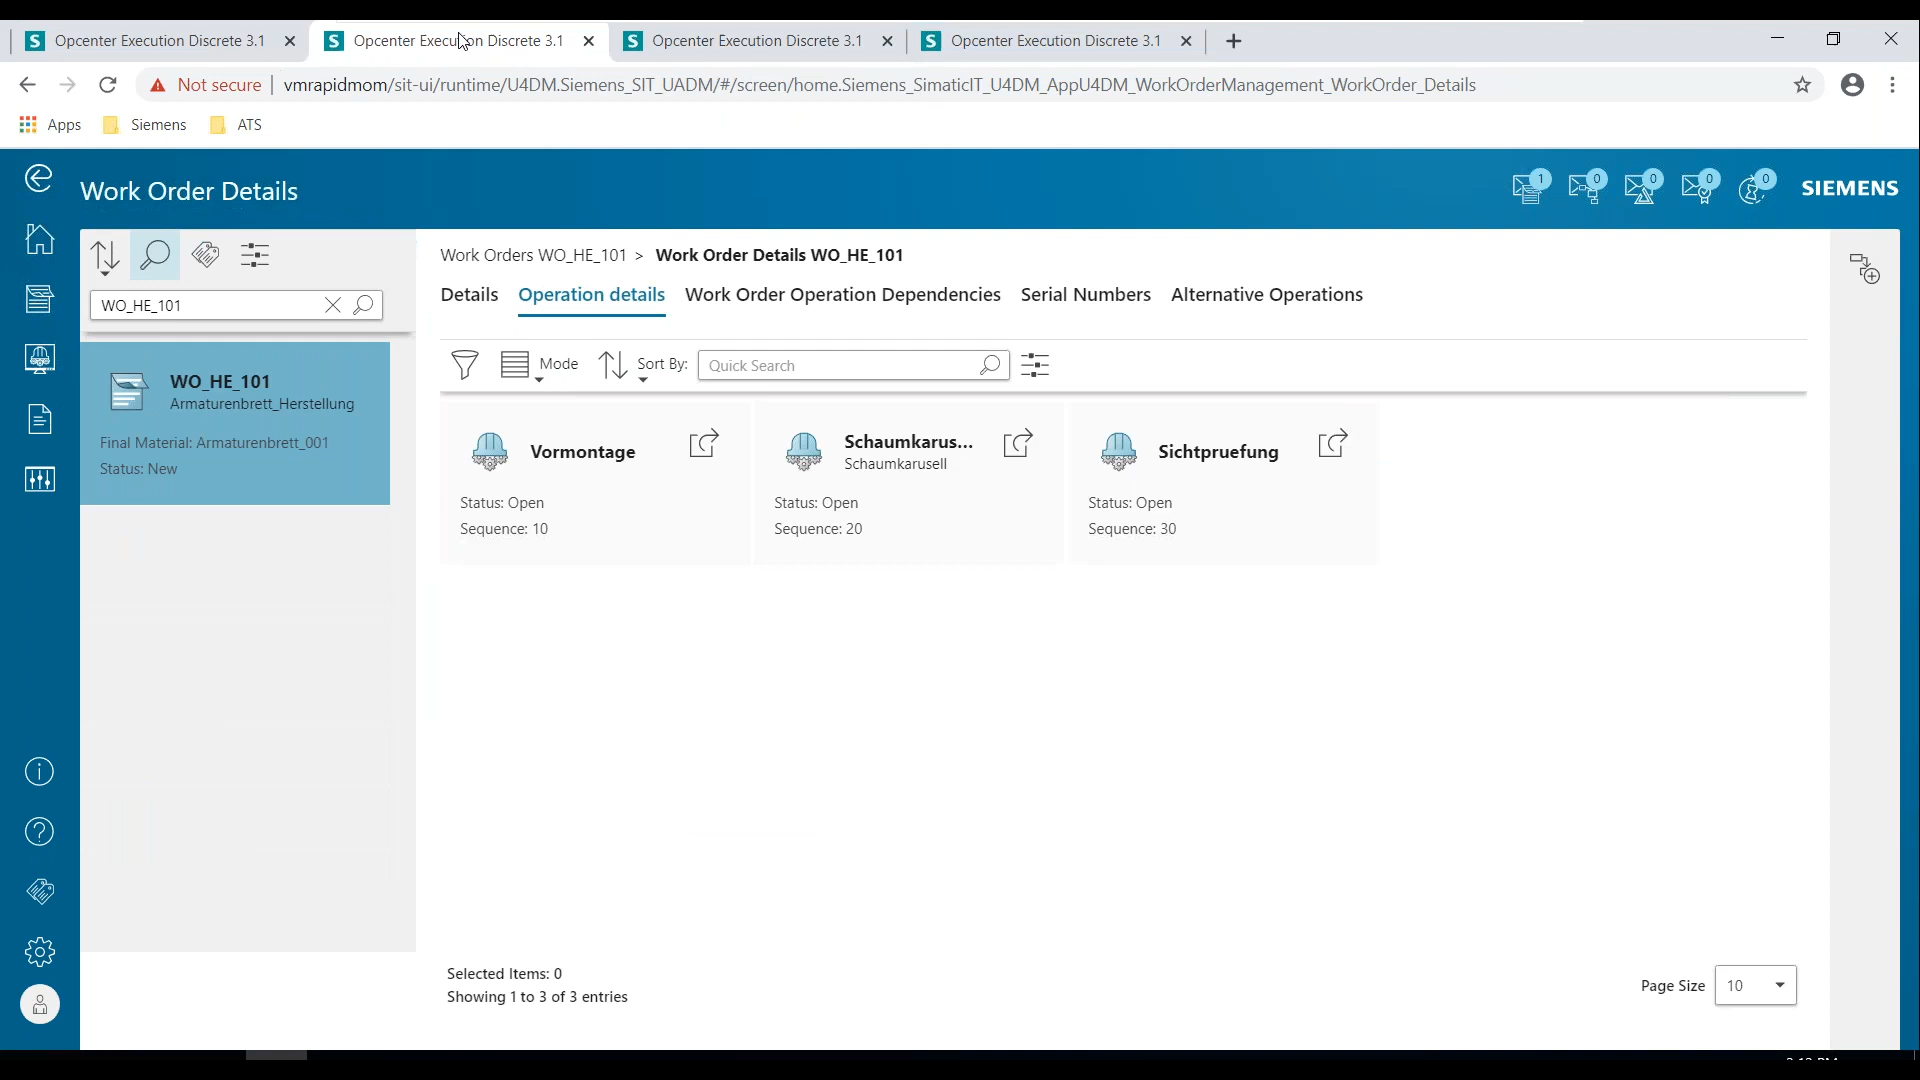 Opcenter Execution Discrete 3.1
Opcenter Execution Discrete 3.1
Opcenter Execution Discrete 3.1
Opcenter Execution Discrete 3.1
Not secure
vmrapidmom/sit-ui/runtime/U4DM.Siemens_SIT_UADM/#/screen/home.Siemens_SimaticIT_U4DM_AppU4DM_WorkOrderManagement_WorkOrder_Details
Apps
Siemens
ATS
Work Order Details
1
0
0
0
0
SIEMENS
WO_HE_101
WO_HE_101
Armaturenbrett_Herstellung
Final Material: Armaturenbrett_001
Status: New
Work Orders WO_HE_101 > Work Order Details WO_HE_101
Details Operation details Work Order Operation Dependencies Serial Numbers Alternative Operations
Mode Sort By: Quick Search
Vormontage
Status: Open
Sequence: 10
Schaumkarus...
Schaumkarusell
Status: Open
Sequence: 20
Sichtpruefung
Status: Open
Sequence: 30
Selected Items: 0
Showing 1 to 3 of 3 entries
Page Size 10